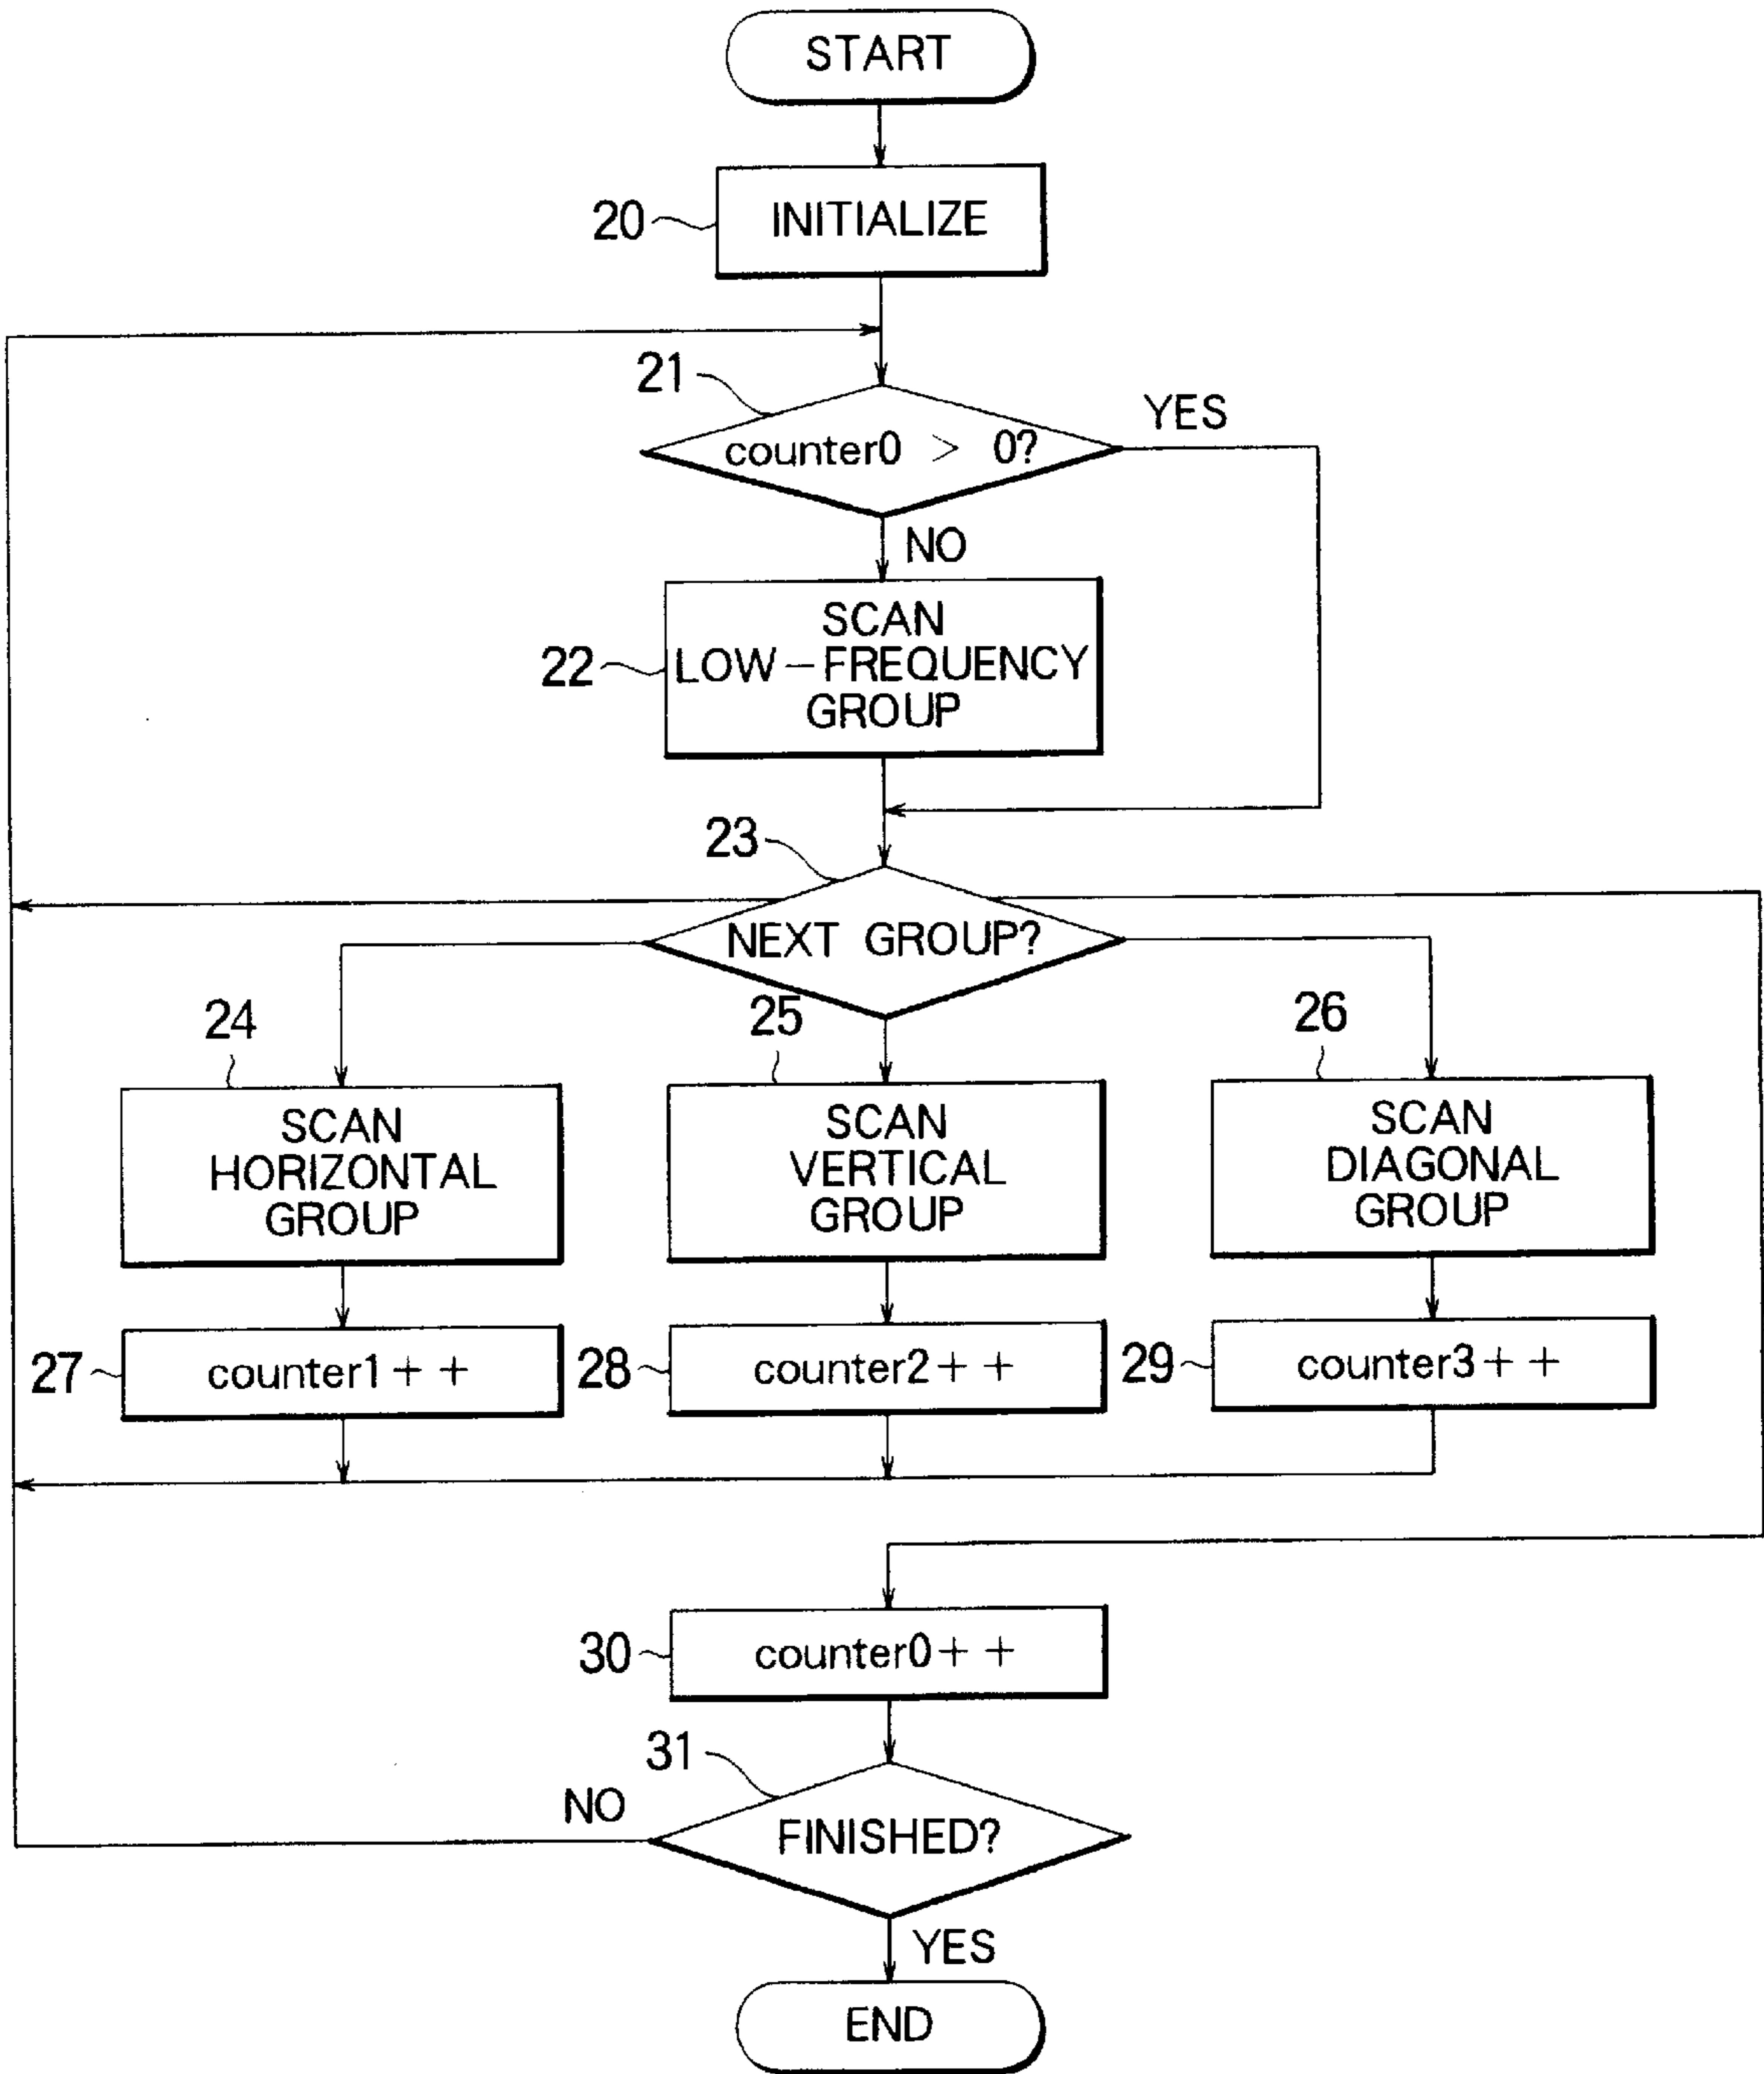 START
20
INITIALIZE
21
YES
counter0 > 0?
NO
22
SCAN
LOW-FREQUENCY
GROUP
23
NEXT GROUP?
24
25
26
SCAN
HORIZONTAL
GROUP
SCAN
VERTICAL
GROUP
SCAN
DIAGONAL
GROUP
27
counter1++
28
counter2++
29
counter3++
30
counter0++
31
NO
FINISHED?
YES
END